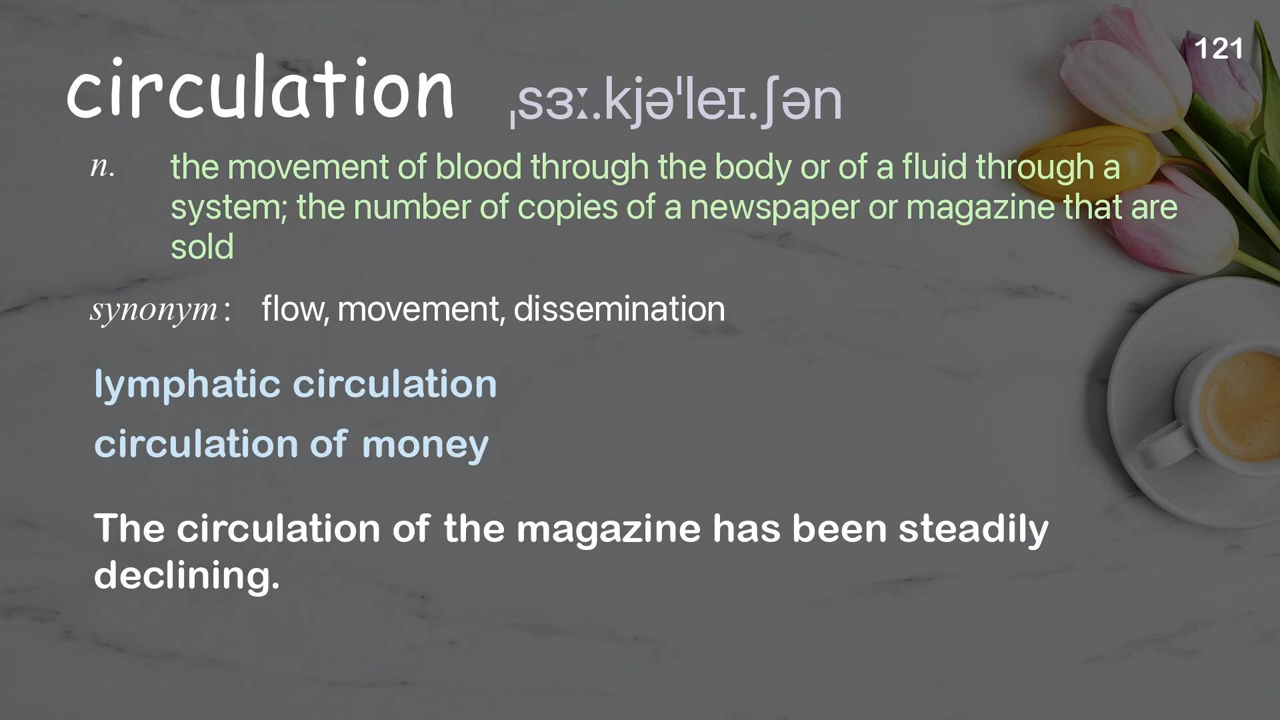 121
circulation ˌsɜː.kjəˈleɪ.ʃən
n. the movement of blood through the body or of a fluid through a
system; the number of copies of a newspaper or magazine that are
sold
synonym: flow, movement, dissemination
lymphatic circulation
circulation of money
The circulation of the magazine has been steadily
declining.